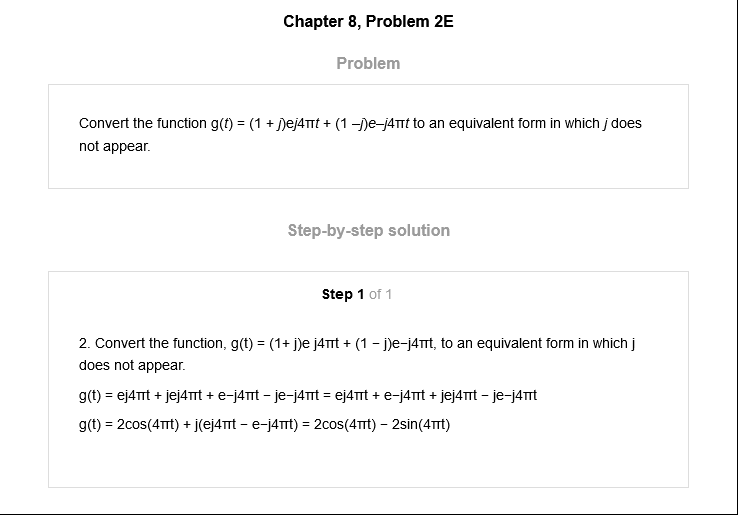 Chapter 8, Problem 2E
Problem
Convert the function g(t) = (1 + j)ej4πt + (1 –j)e–j4πt to an equivalent form in which j does
not appear.
Step-by-step solution
Step 1 of 1
2. Convert the function, g(t) = (1+ j)e j4πt + (1 − j)e−j4πt, to an equivalent form in which j
does not appear.
g(t) = ej4πt + jej4πt + e−j4πt − je−j4πt = ej4πt + e−j4πt + jej4πt − je−j4πt
g(t) = 2cos(4πt) + j(ej4πt − e−j4πt) = 2cos(4πt) − 2sin(4πt)